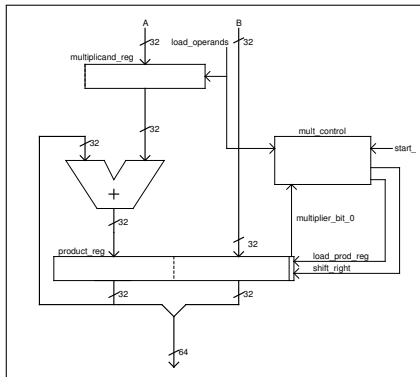 A
B
32
load_operands
32
multiplicand_reg
32
mult_control
32
start_
+
32
multiplier_bit_0
32
product_reg
load_prod_reg
shift_right
32
32
64